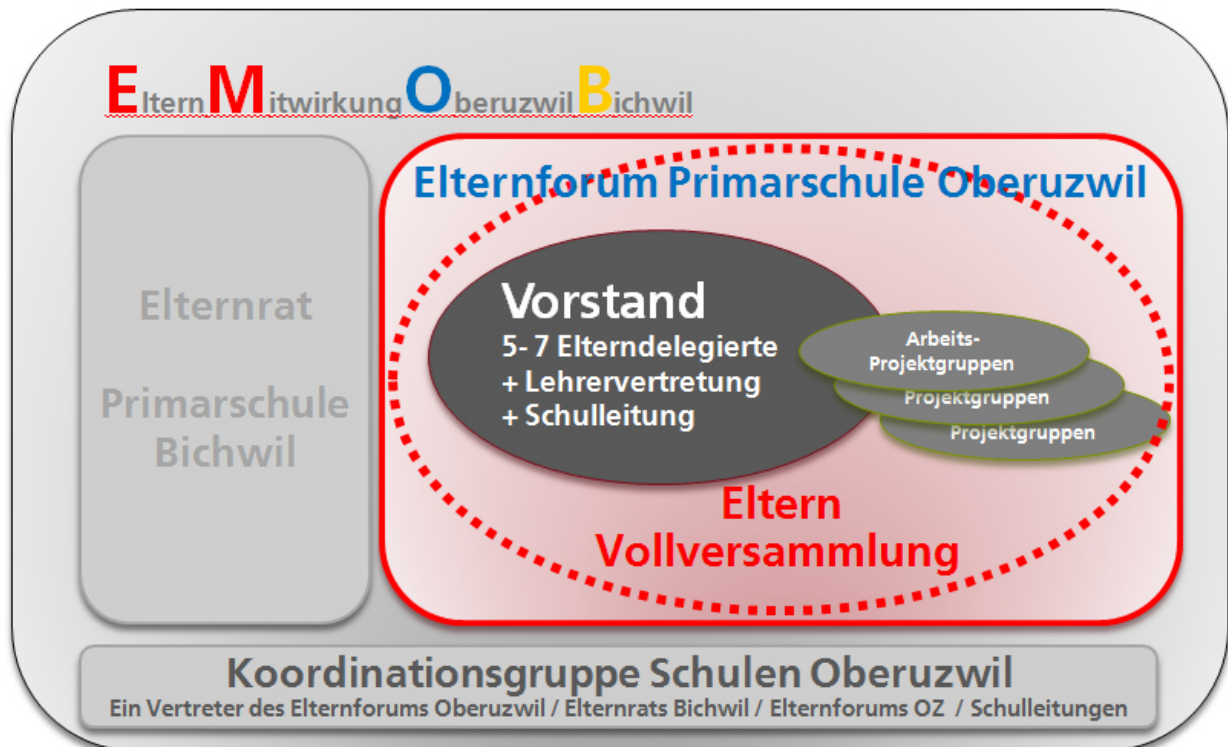 ElternMitwirkungOberuzwilBichwil
Elternforum Primarschule Oberuzwil
Elternrat
Primarschule
Bichwil
Vorstand
5- 7 Elterndelegierte
+ Lehrervertretung
+ Schulleitung
Arbeits-
Projektgruppen
Projektgruppen
Projektgruppen
Eltern
Vollversammlung
Koordinationsgruppe Schulen Oberuzwil
Ein Vertreter des Elternforums Oberuzwil / Elternrats Bichwil / Elternforums OZ / Schulleitungen